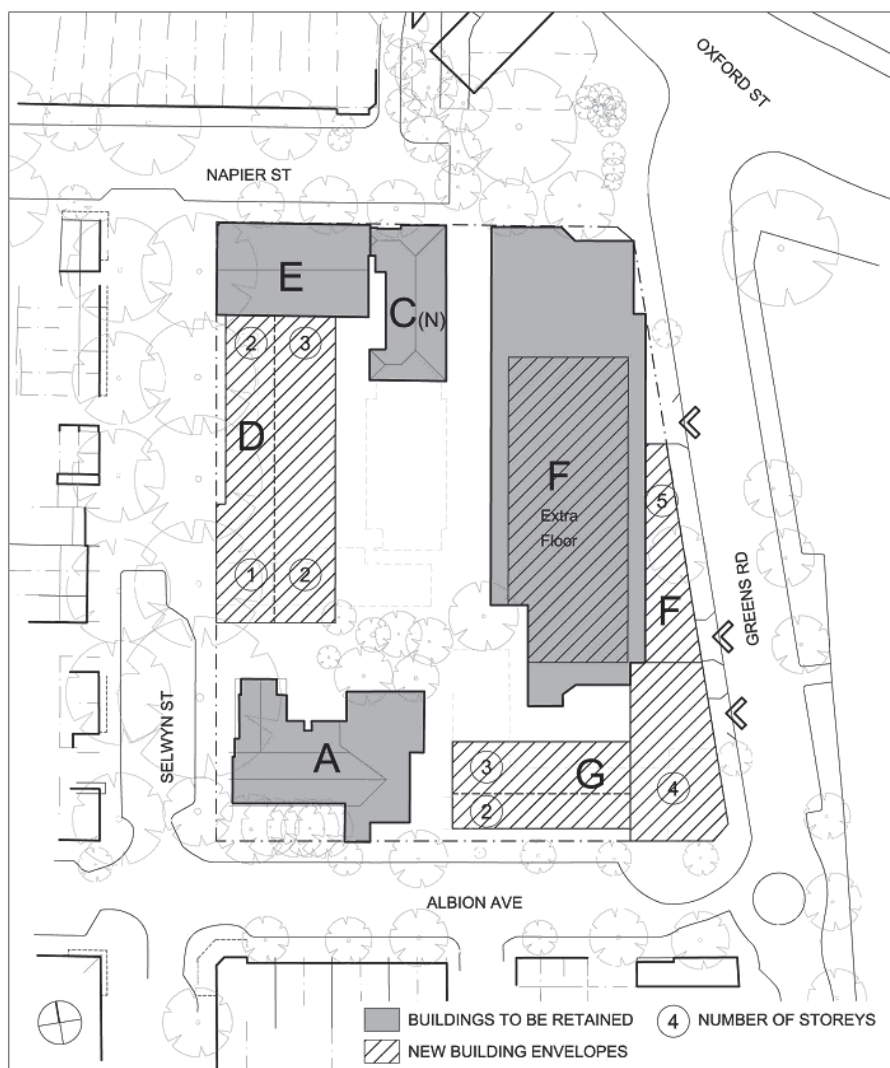 OXFORD ST
NAPIER ST
E
C(N)
2
3
D
F
Extra
Floor
5
1
2
F
GREENS RD
SELWYN ST
A
3
G
2
4
ALBION AVE
BUILDINGS TO BE RETAINED
4 NUMBER OF STOREYS
NEW BUILDING ENVELOPES